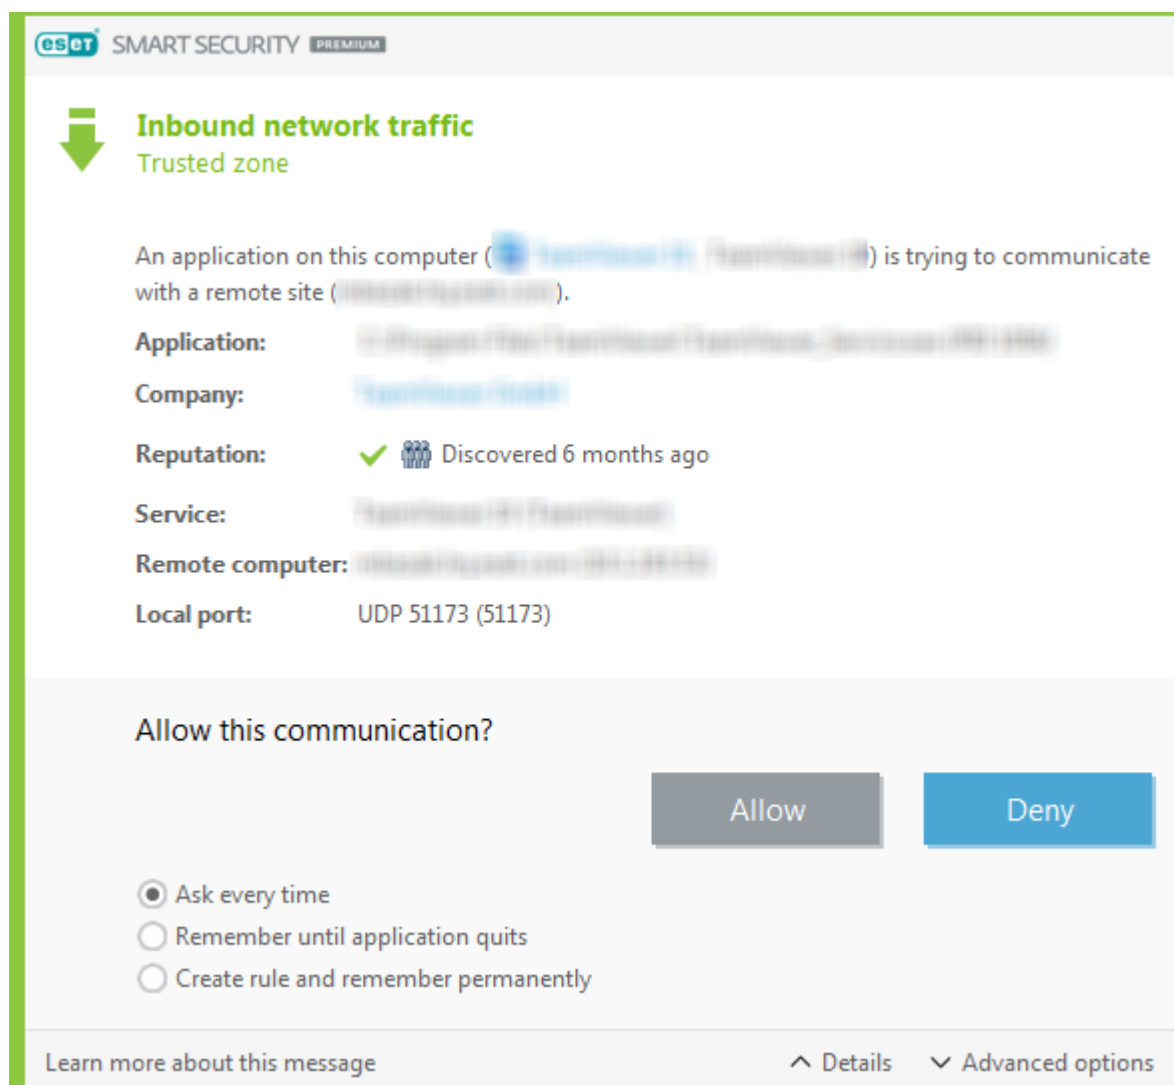 eset SMART SECURITY PREMIUM
Inbound network traffic
Trusted zone
An application on this computer ( ) is trying to communicate
with a remote site ( ).
Application:
Company:
Reputation: Discovered 6 months ago
Service:
Remote computer:
Local port: UDP 51173 (51173)
Allow this communication?
Allow Deny
Ask every time
Remember until application quits
Create rule and remember permanently
Learn more about this message Details Advanced options